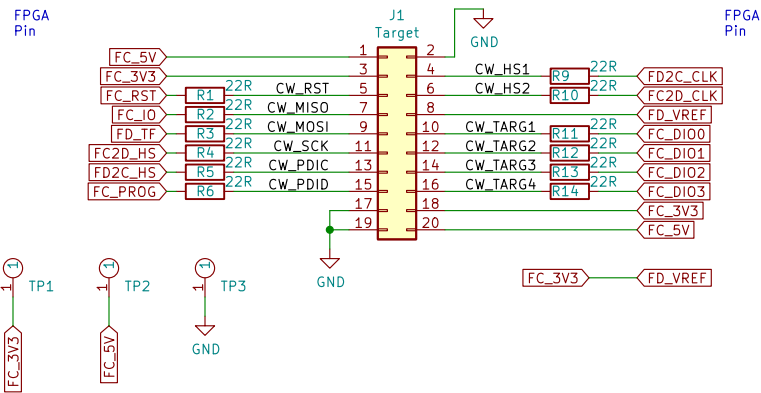 FPGA
Pin
J1
Target
FPGA
Pin
GND
FC_5V 1 2
FC_3V3 3 4 CW_HS1 R9 22R FD2C_CLK
FC_RST R1 22R CW_RST 5 6 CW_HS2 R10 22R FC2D_CLK
FC_IO R2 22R CW_MISO 7 8 FD_VREF
FD_TF R3 22R CW_MOSI 9 10 CW_TARG1 R11 22R FC_DIO0
FC2D_HS R4 22R CW_SCK 11 12 CW_TARG2 R12 22R FC_DIO1
FD2C_HS R5 22R CW_PDIC 13 14 CW_TARG3 R13 22R FC_DIO2
FC_PROG R6 22R CW_PDID 15 16 CW_TARG4 R14 22R FC_DIO3
17 18 FC_3V3
19 20 FC_5V
GND
1 1 TP1
1 1 TP2
1 1 TP3
FC_3V3 FD_VREF
FC_3V3
FC_5V
GND